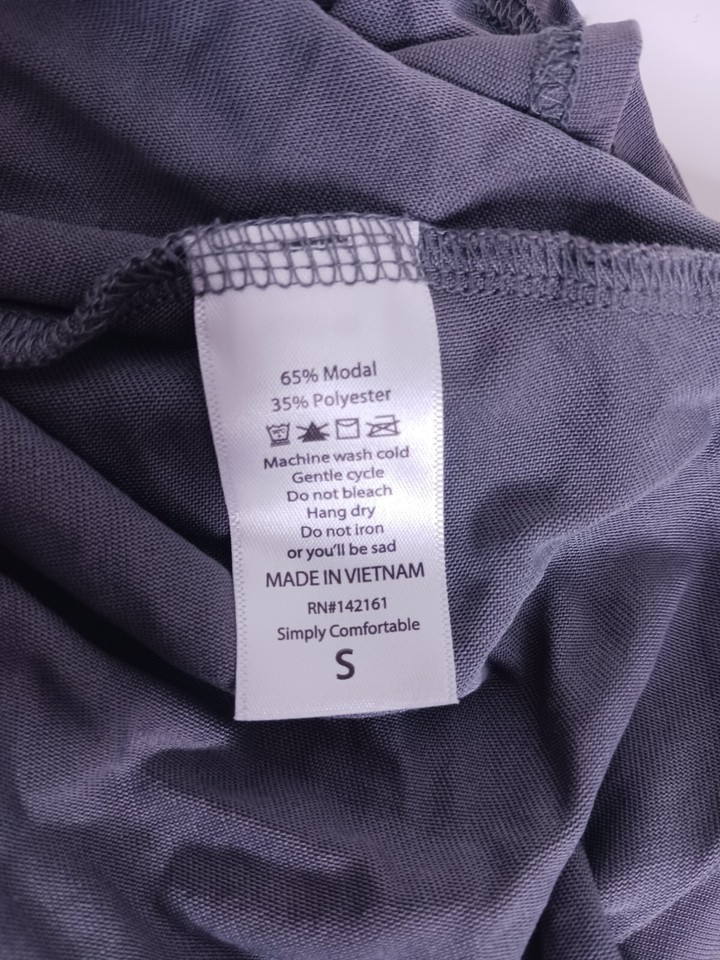 65% Modal
35% Polyester
Machine wash cold
Gentle cycle
Do not bleach
Hang dry
Do not iron
or you'll be sad
MADE IN VIETNAM
RN#142161
Simply Comfortable
S